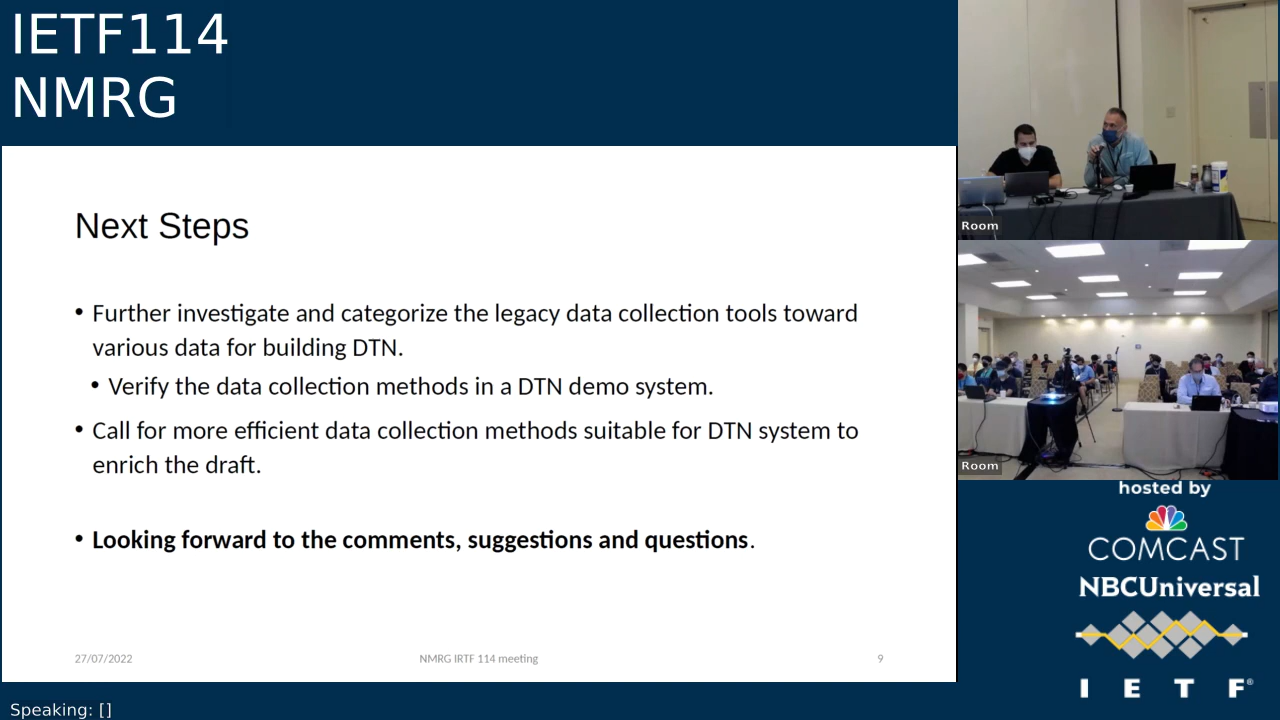 IETF114
NMRG
Next Steps
• Further investigate and categorize the legacy data collection tools toward
various data for building DTN.
• Verify the data collection methods in a DTN demo system.
• Call for more efficient data collection methods suitable for DTN system to
enrich the draft.
• Looking forward to the comments, suggestions and questions.
27/07/2022
NMRG IRTF 114 meeting
9
Room
Room
hosted by
COMCAST
NBCUniversal
I E T F®
Speaking: []